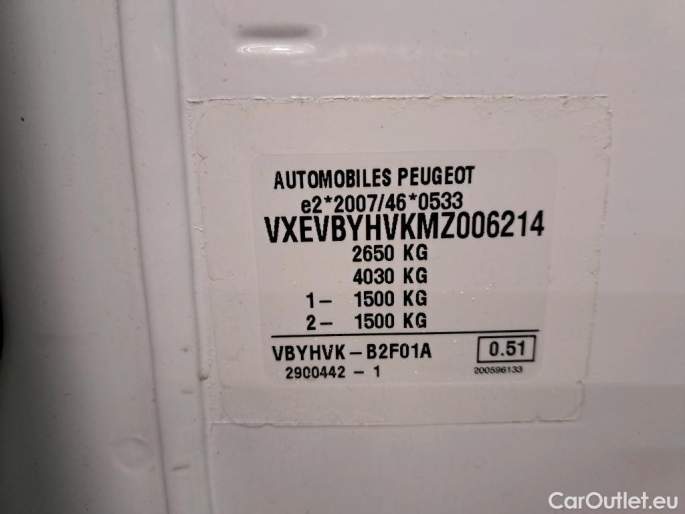 AUTOMOBILES PEUGEOT
e2*2007/46*0533
VXEVBYHVKMZ006214
2650 KG
4030 KG
1- 1500 KG
2- 1500 KG
VBYHVK-B2F01A 0.51
2900442-1 200596133
CarOutlet.eu